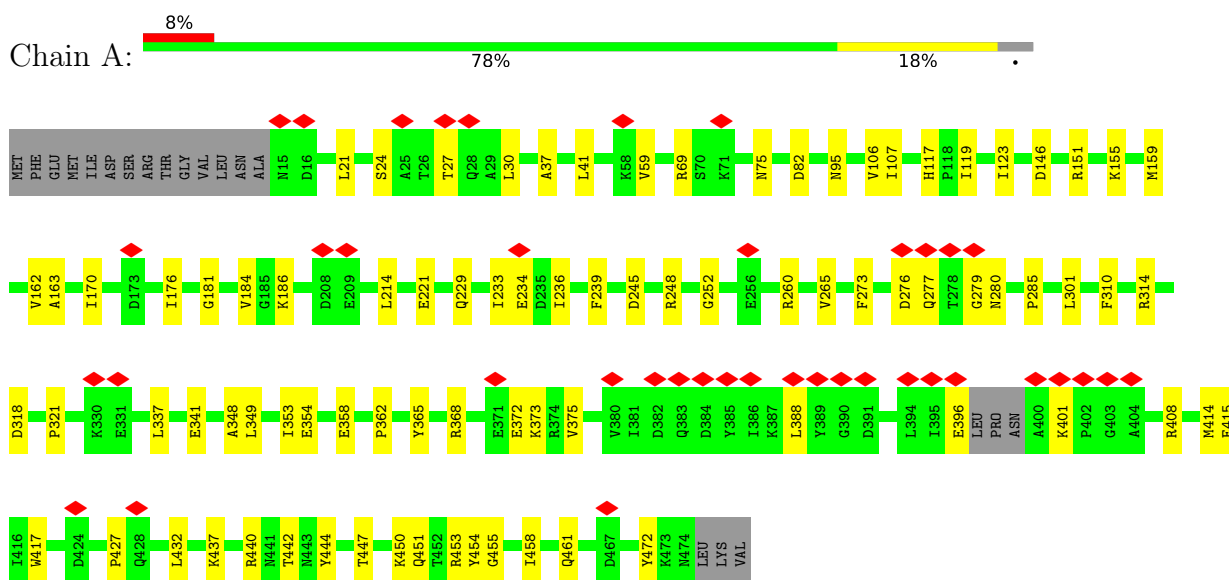 8%
Chain A:
78% 18% •
MET PHE GLU MET ILE ASP SER ARG THR GLY VAL LEU ASN ALA N15 D16 L21 S24 A25 T26 T27 Q28 A29 L30 A37 L41 K58 V59 R69 S70 K71 N75 D82 N95 V106 I107 H117 P118 I119 I123 D146 R151 K155 M159
V162 A163 I170 D173 I176 G181 V184 G185 K186 D208 E209 L214 E221 Q229 I233 E234 D235 I236 F239 D245 R248 G252 E256 R260 V265 F273 D276 Q277 T278 G279 N280 P285 L301 F310 R314
D318 P321 K330 E331 L337 E341 A348 L349 I353 E354 E358 P362 Y365 R368 E371 E372 K373 R374 V375 V380 I381 D382 Q383 D384 Y385 I386 K387 L388 Y389 G390 D391 L394 I395 E396 LEU PRO ASN A400 K401 P402 G403 A404 R408 M414 E415
I416 W417 D424 P427 Q428 L432 K437 R440 N441 T442 N443 Y444 T447 K450 Q451 T452 R453 Y454 G455 I458 Q461 D467 Y472 K473 N474 LEU LYS VAL